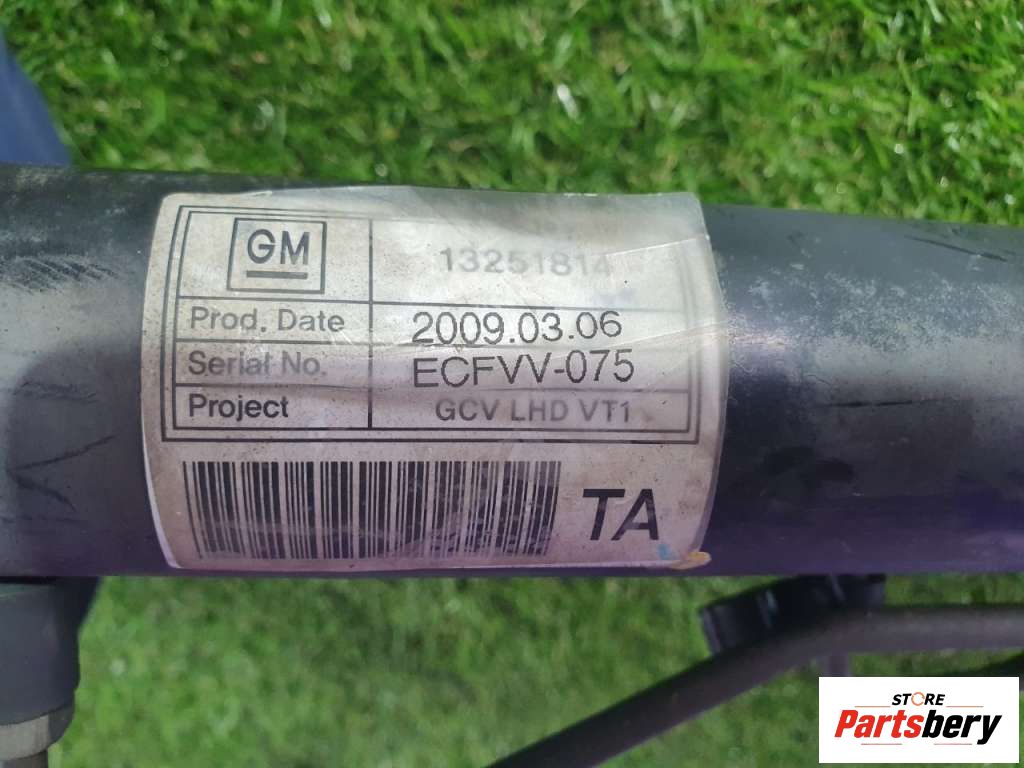 GM
13251814
Prod. Date 2009.03.06
Serial No. ECFVV-075
Project GCV LHD VT1
TA
STORE
Partsbery